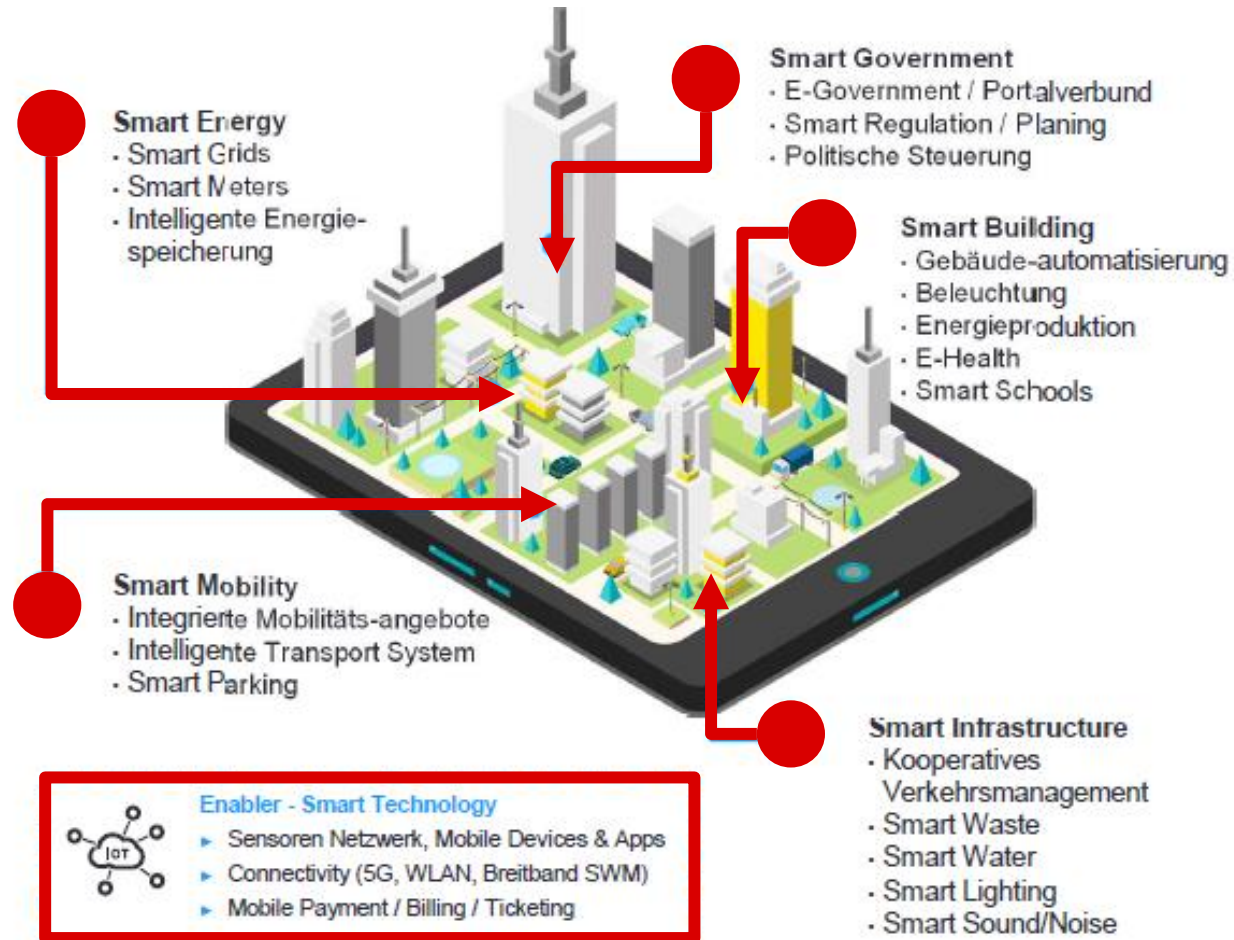 Smart Energy
· Smart Grids
· Smart Meters
· Intelligente Energie-
speicherung
Smart Government
· E-Government / Portalverbund
· Smart Regulation / Planing
· Politische Steuerung
Smart Building
· Gebäude-automatisierung
· Beleuchtung
· Energieproduktion
· E-Health
· Smart Schools
Smart Mobility
· Integrierte Mobilitäts-angebote
· Intelligente Transport System
· Smart Parking
Smart Infrastructure
· Kooperatives
Verkehrsmanagement
· Smart Waste
· Smart Water
· Smart Lighting
· Smart Sound/Noise
IoT
Enabler - Smart Technology
► Sensoren Netzwerk, Mobile Devices & Apps
► Connectivity (5G, WLAN, Breitband SWM)
► Mobile Payment / Billing / Ticketing